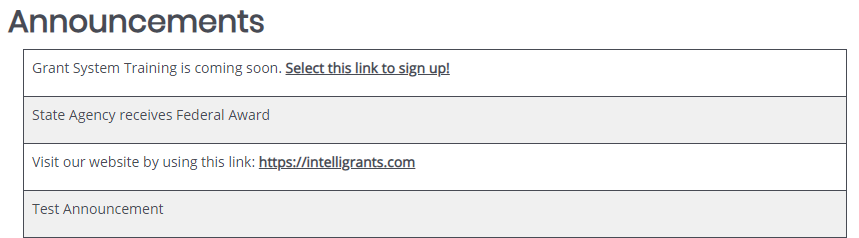 Announcements
Grant System Training is coming soon. Select this link to sign up!
State Agency receives Federal Award
Visit our website by using this link: https://intelligrants.com
Test Announcement